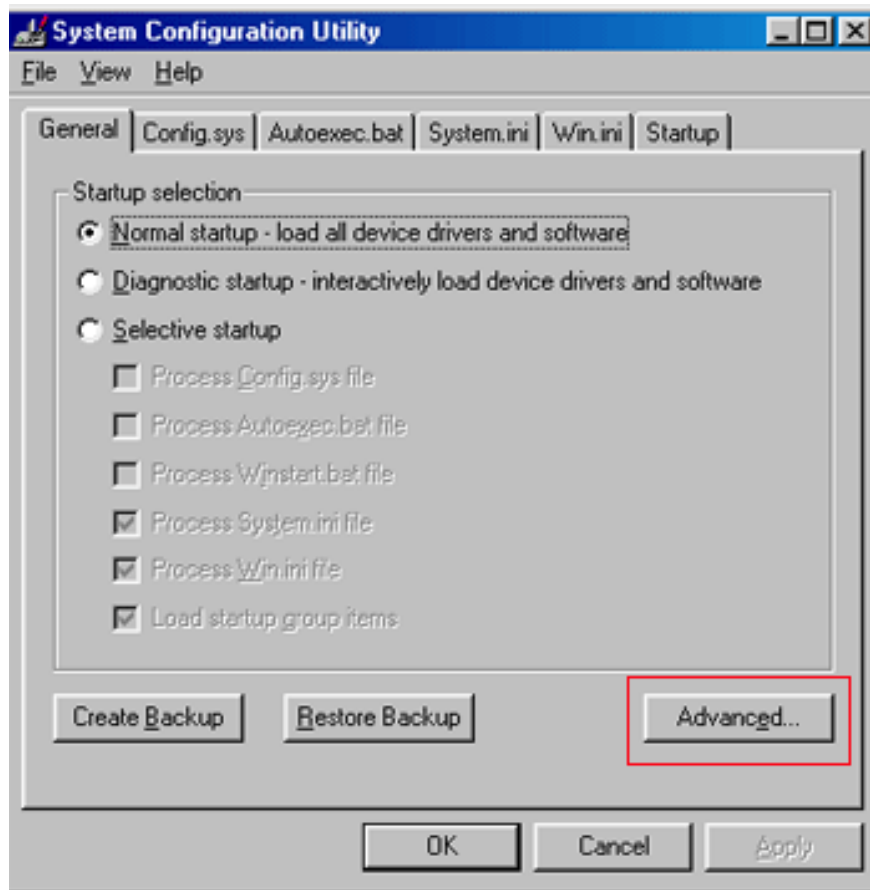 System Configuration Utility
File View Help
General Config.sys Autoexec.bat System.ini Win.ini Startup
Startup selection
Normal startup - load all device drivers and software
Diagnostic startup - interactively load device drivers and software
Selective startup
Process Config.sys file
Process Autoexec.bat file
Process Winstart.bat file
Process System.ini file
Process Win.ini file
Load startup group items
Create Backup Restore Backup Advanced...
OK Cancel Apply